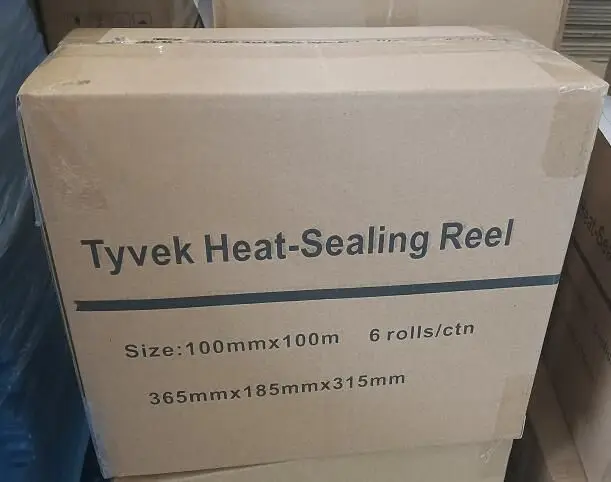 Tyvek Heat-Sealing Reel
Size:100mmx100m 6 rolls/ctn
365mmx185mmx315mm